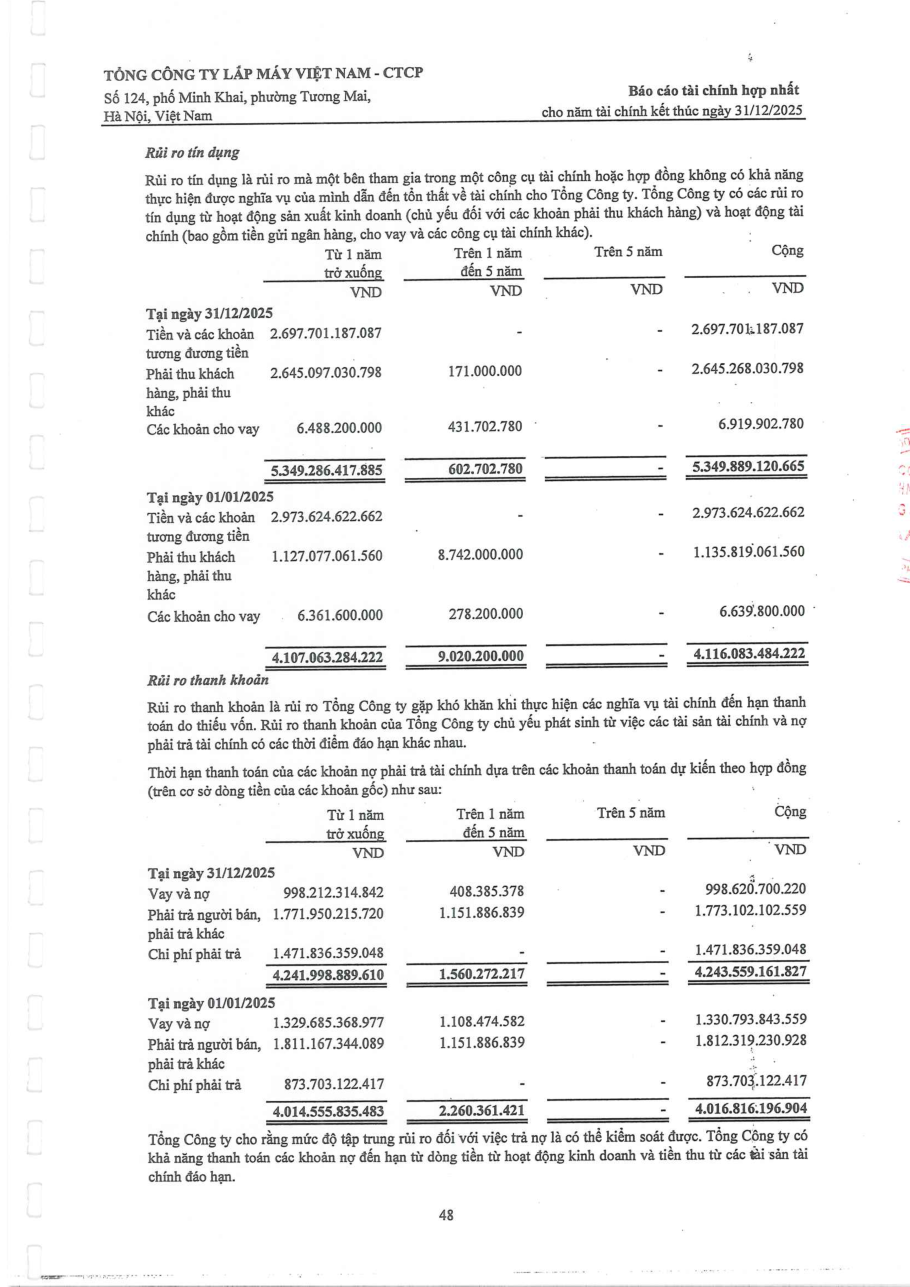 TỔNG CÔNG TY LẮP MÁY VIỆT NAM - CTCP
Số 124, phố Minh Khai, phường Tương Mai,
Hà Nội, Việt Nam
Báo cáo tài chính hợp nhất
cho năm tài chính kết thúc ngày 31/12/2025
Rủi ro tín dụng
Rủi ro tín dụng là rủi ro mà một bên tham gia trong một công cụ tài chính hoặc hợp đồng không có khả năng
thực hiện được nghĩa vụ của mình dẫn đến tổn thất về tài chính cho Tổng Công ty. Tổng Công ty có các rủi ro
tín dụng từ hoạt động sản xuất kinh doanh (chủ yếu đối với các khoản phải thu khách hàng) và hoạt động tài
chính (bao gồm tiền gửi ngân hàng, cho vay và các công cụ tài chính khác).
Từ 1 năm Trên 1 năm Trên 5 năm Cộng
trở xuống đến 5 năm
VND VND VND VND
Tại ngày 31/12/2025
Tiền và các khoản 2.697.701.187.087 - - 2.697.701.187.087
tương đương tiền
Phải thu khách 2.645.097.030.798 171.000.000 - 2.645.268.030.798
hàng, phải thu
khác
Các khoản cho vay 6.488.200.000 431.702.780 - 6.919.902.780
5.349.286.417.885 602.702.780 - 5.349.889.120.665
Tại ngày 01/01/2025
Tiền và các khoản 2.973.624.622.662 - - 2.973.624.622.662
tương đương tiền
Phải thu khách 1.127.077.061.560 8.742.000.000 - 1.135.819.061.560
hàng, phải thu
khác
Các khoản cho vay 6.361.600.000 278.200.000 - 6.639.800.000
4.107.063.284.222 9.020.200.000 - 4.116.083.484.222
Rủi ro thanh khoản
Rủi ro thanh khoản là rủi ro Tổng Công ty gặp khó khăn khi thực hiện các nghĩa vụ tài chính đến hạn thanh
toán do thiếu vốn. Rủi ro thanh khoản của Tổng Công ty chủ yếu phát sinh từ việc các tài sản tài chính và nợ
phải trả tài chính có các thời điểm đáo hạn khác nhau.
Thời hạn thanh toán của các khoản nợ phải trả tài chính dựa trên các khoản thanh toán dự kiến theo hợp đồng
(trên cơ sở dòng tiền của các khoản gốc) như sau:
Từ 1 năm Trên 1 năm Trên 5 năm Cộng
trở xuống đến 5 năm
VND VND VND VND
Tại ngày 31/12/2025
Vay và nợ 998.212.314.842 408.385.378 - 998.620.700.220
Phải trả người bán, 1.771.950.215.720 1.151.886.839 - 1.773.102.102.559
phải trả khác
Chi phí phải trả 1.471.836.359.048 - - 1.471.836.359.048
4.241.998.889.610 1.560.272.217 - 4.243.559.161.827
Tại ngày 01/01/2025
Vay và nợ 1.329.685.368.977 1.108.474.582 - 1.330.793.843.559
Phải trả người bán, 1.811.167.344.089 1.151.886.839 - 1.812.319.230.928
phải trả khác
Chi phí phải trả 873.703.122.417 - - 873.703.122.417
4.014.555.835.483 2.260.361.421 - 4.016.816.196.904
Tổng Công ty cho rằng mức độ tập trung rủi ro đối với việc trả nợ là có thể kiểm soát được. Tổng Công ty có
khả năng thanh toán các khoản nợ đến hạn từ dòng tiền từ hoạt động kinh doanh và tiền thu từ các tài sản tài
chính đáo hạn.
48